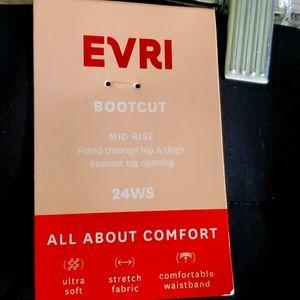 EVRI
BOOTCUT
MID RISE
Fitted through hip & thigh
Bootcut leg opening
24WS
ALL ABOUT COMFORT
ultra soft
stretch fabric
comfortable waistband